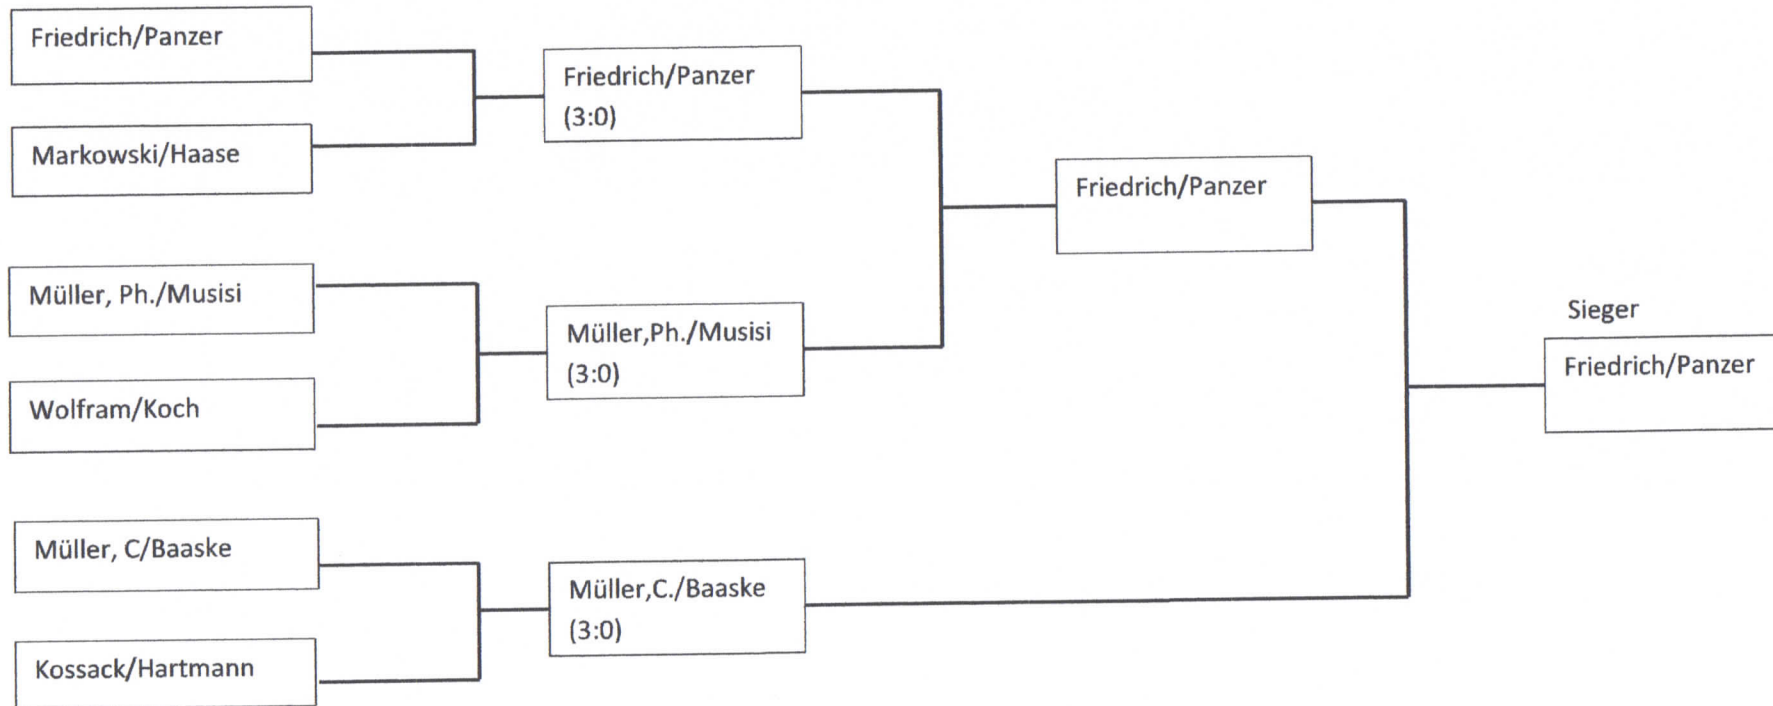 Friedrich/Panzer
Markowski/Haase
Müller, Ph./Musisi
Wolfram/Koch
Müller, C/Baaske
Kossack/Hartmann
Friedrich/Panzer
(3:0)
Müller,Ph./Musisi
(3:0)
Müller,C./Baaske
(3:0)
Friedrich/Panzer
Sieger
Friedrich/Panzer